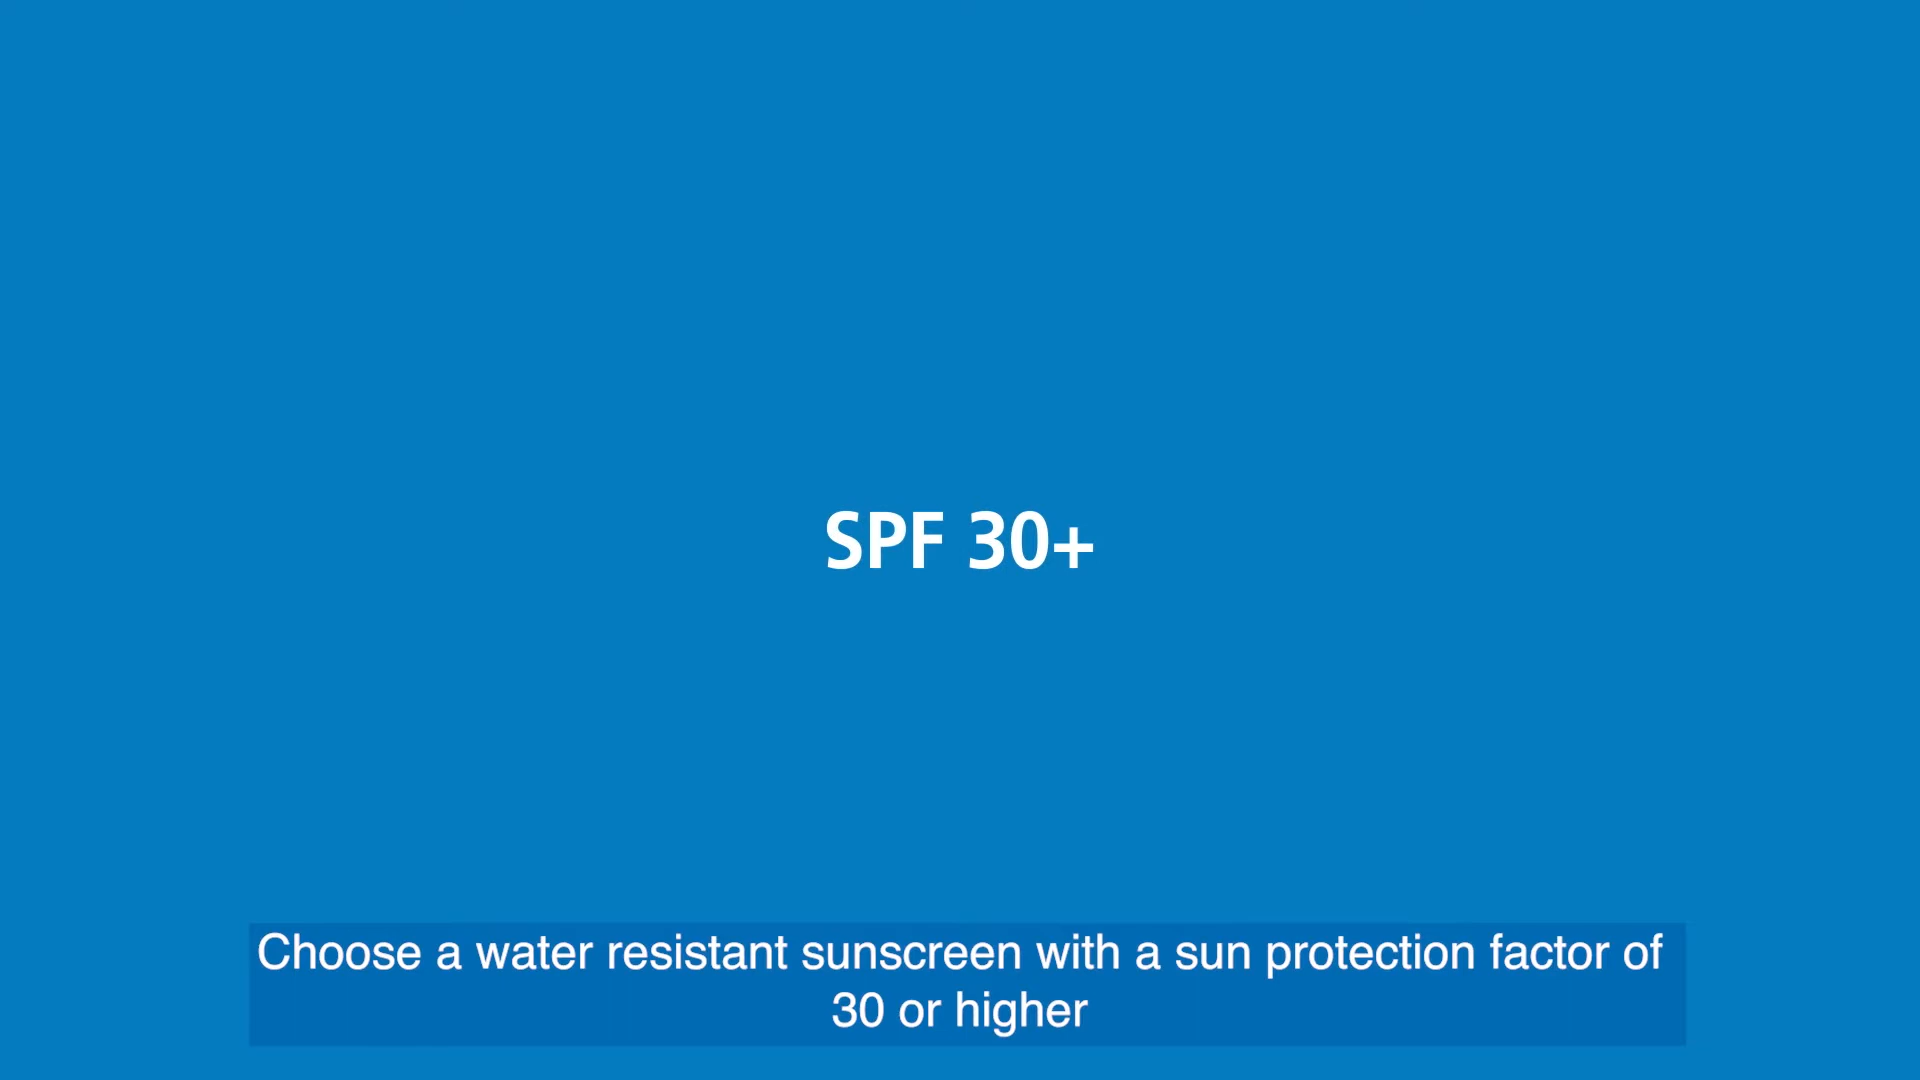 SPF 30+
Choose a water resistant sunscreen with a sun protection factor of
30 or higher